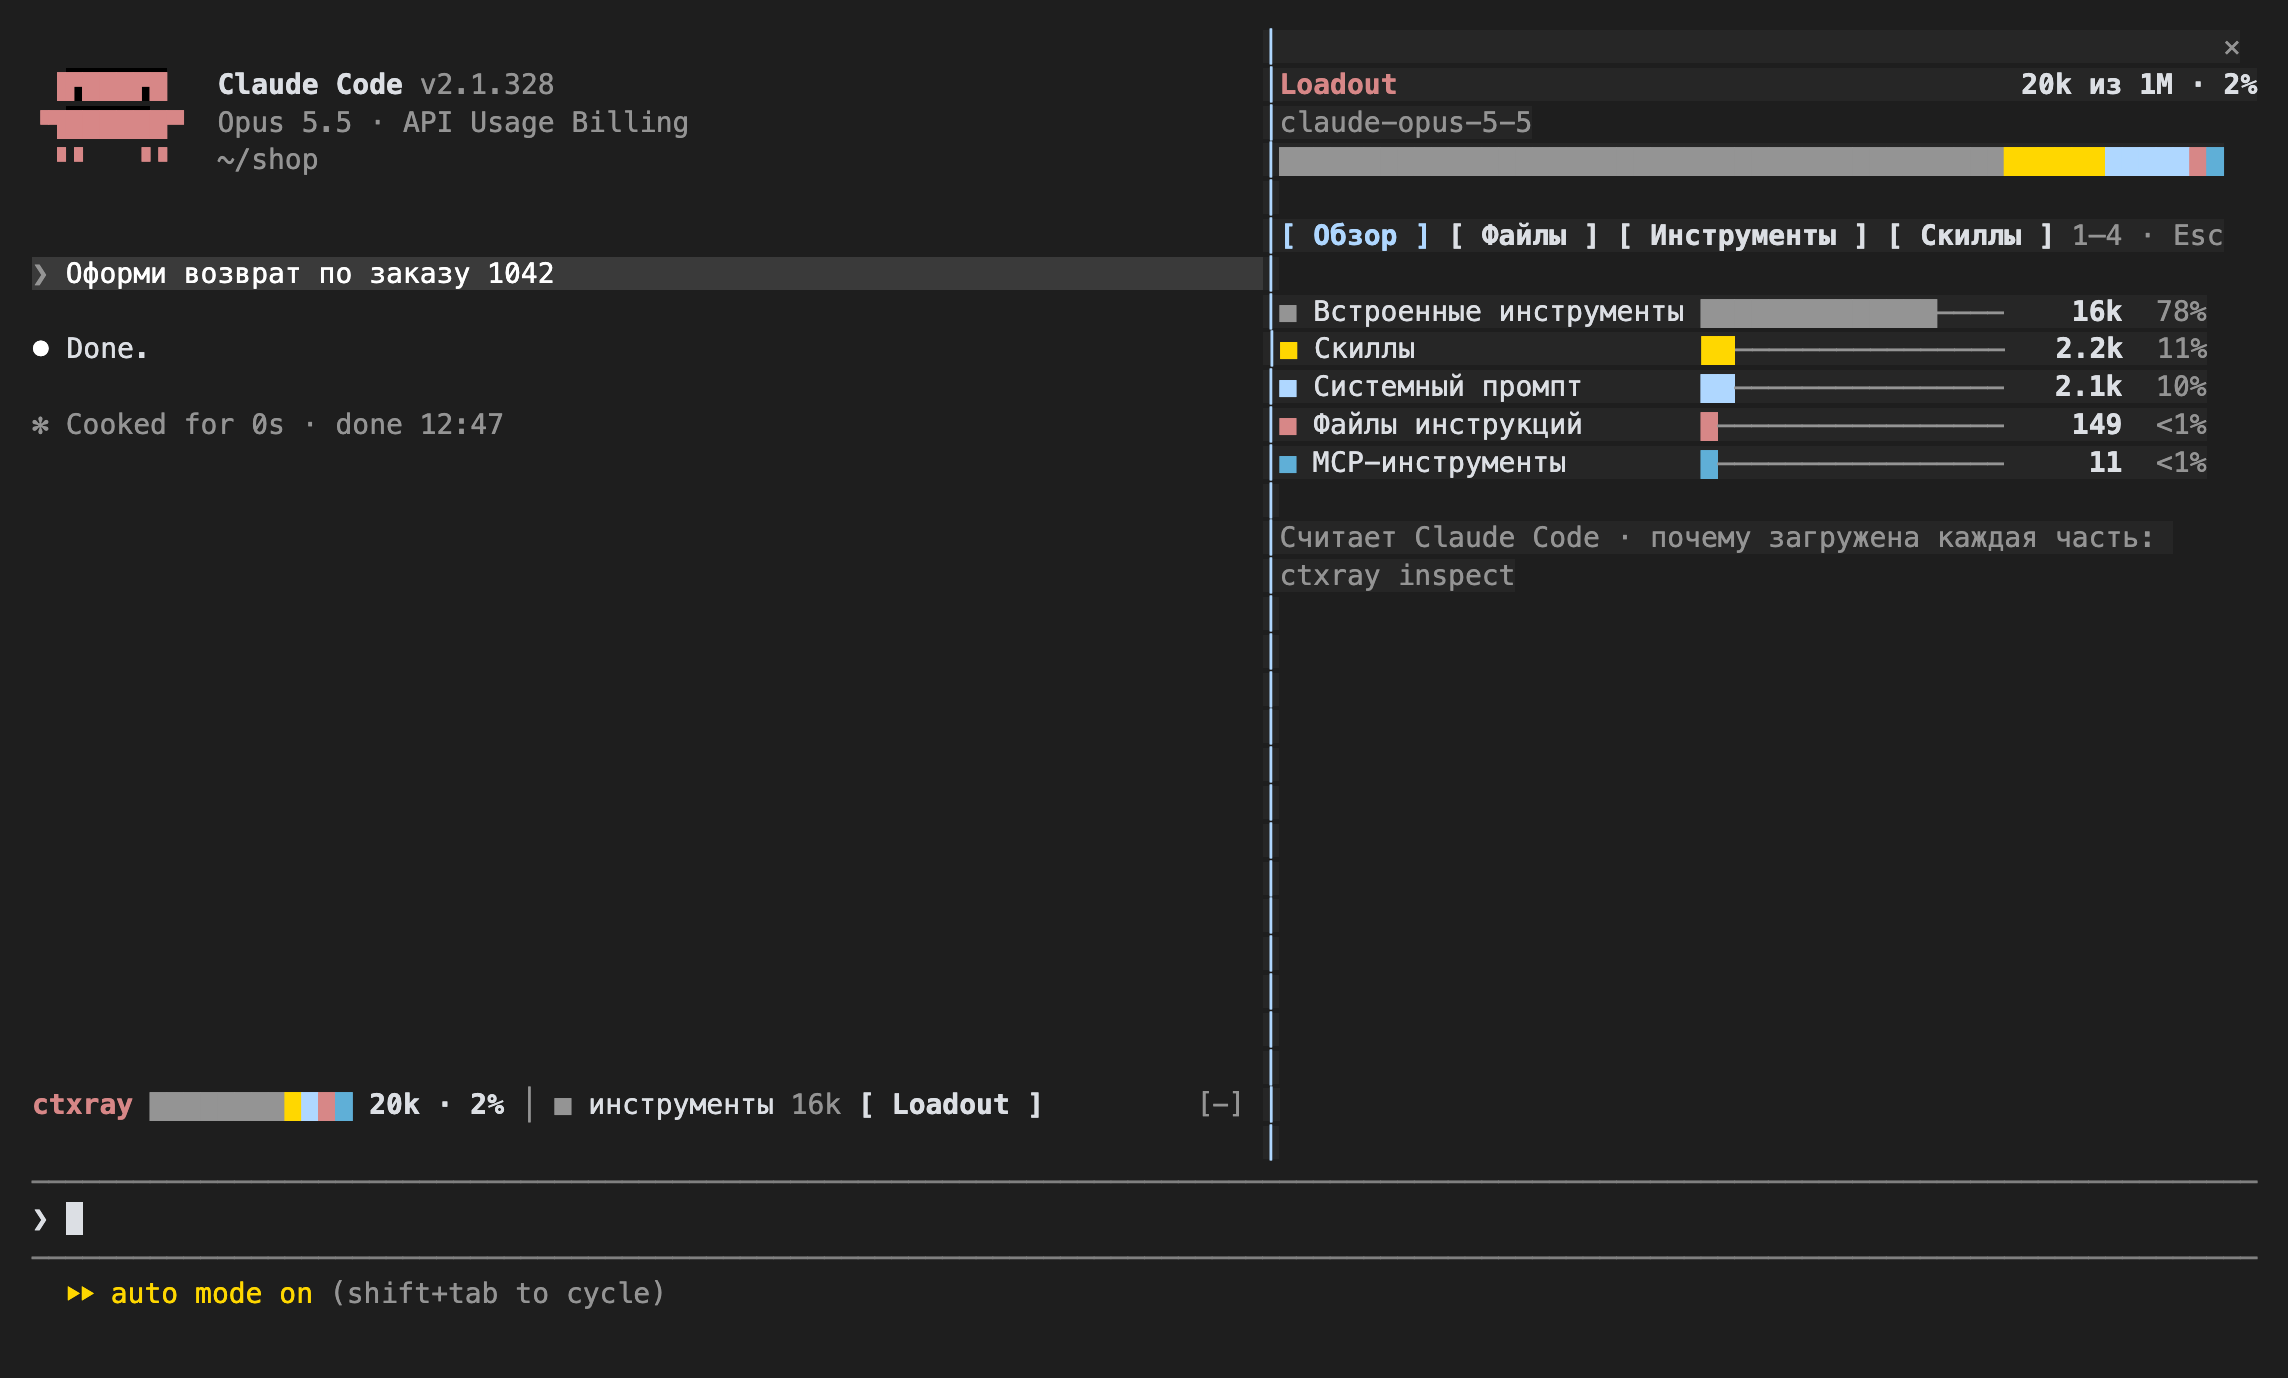 Claude Code v2.1.328
Opus 5.5 · API Usage Billing
~/shop
❯ Оформи возврат по заказу 1042
● Done.
✻ Cooked for 0s · done 12:47
ctxray 20k · 2% │ ■ инструменты 16k [ Loadout ] [−]
×
Loadout 20k из 1M · 2%
claude-opus-5-5
[ Обзор ] [ Файлы ] [ Инструменты ] [ Скиллы ] 1–4 · Esc
■ Встроенные инструменты 16k 78%
■ Скиллы 2.2k 11%
■ Системный промпт 2.1k 10%
■ Файлы инструкций 149 <1%
■ MCP-инструменты 11 <1%
Считает Claude Code · почему загружена каждая часть:
ctxray inspect
❯
⏵⏵ auto mode on (shift+tab to cycle)